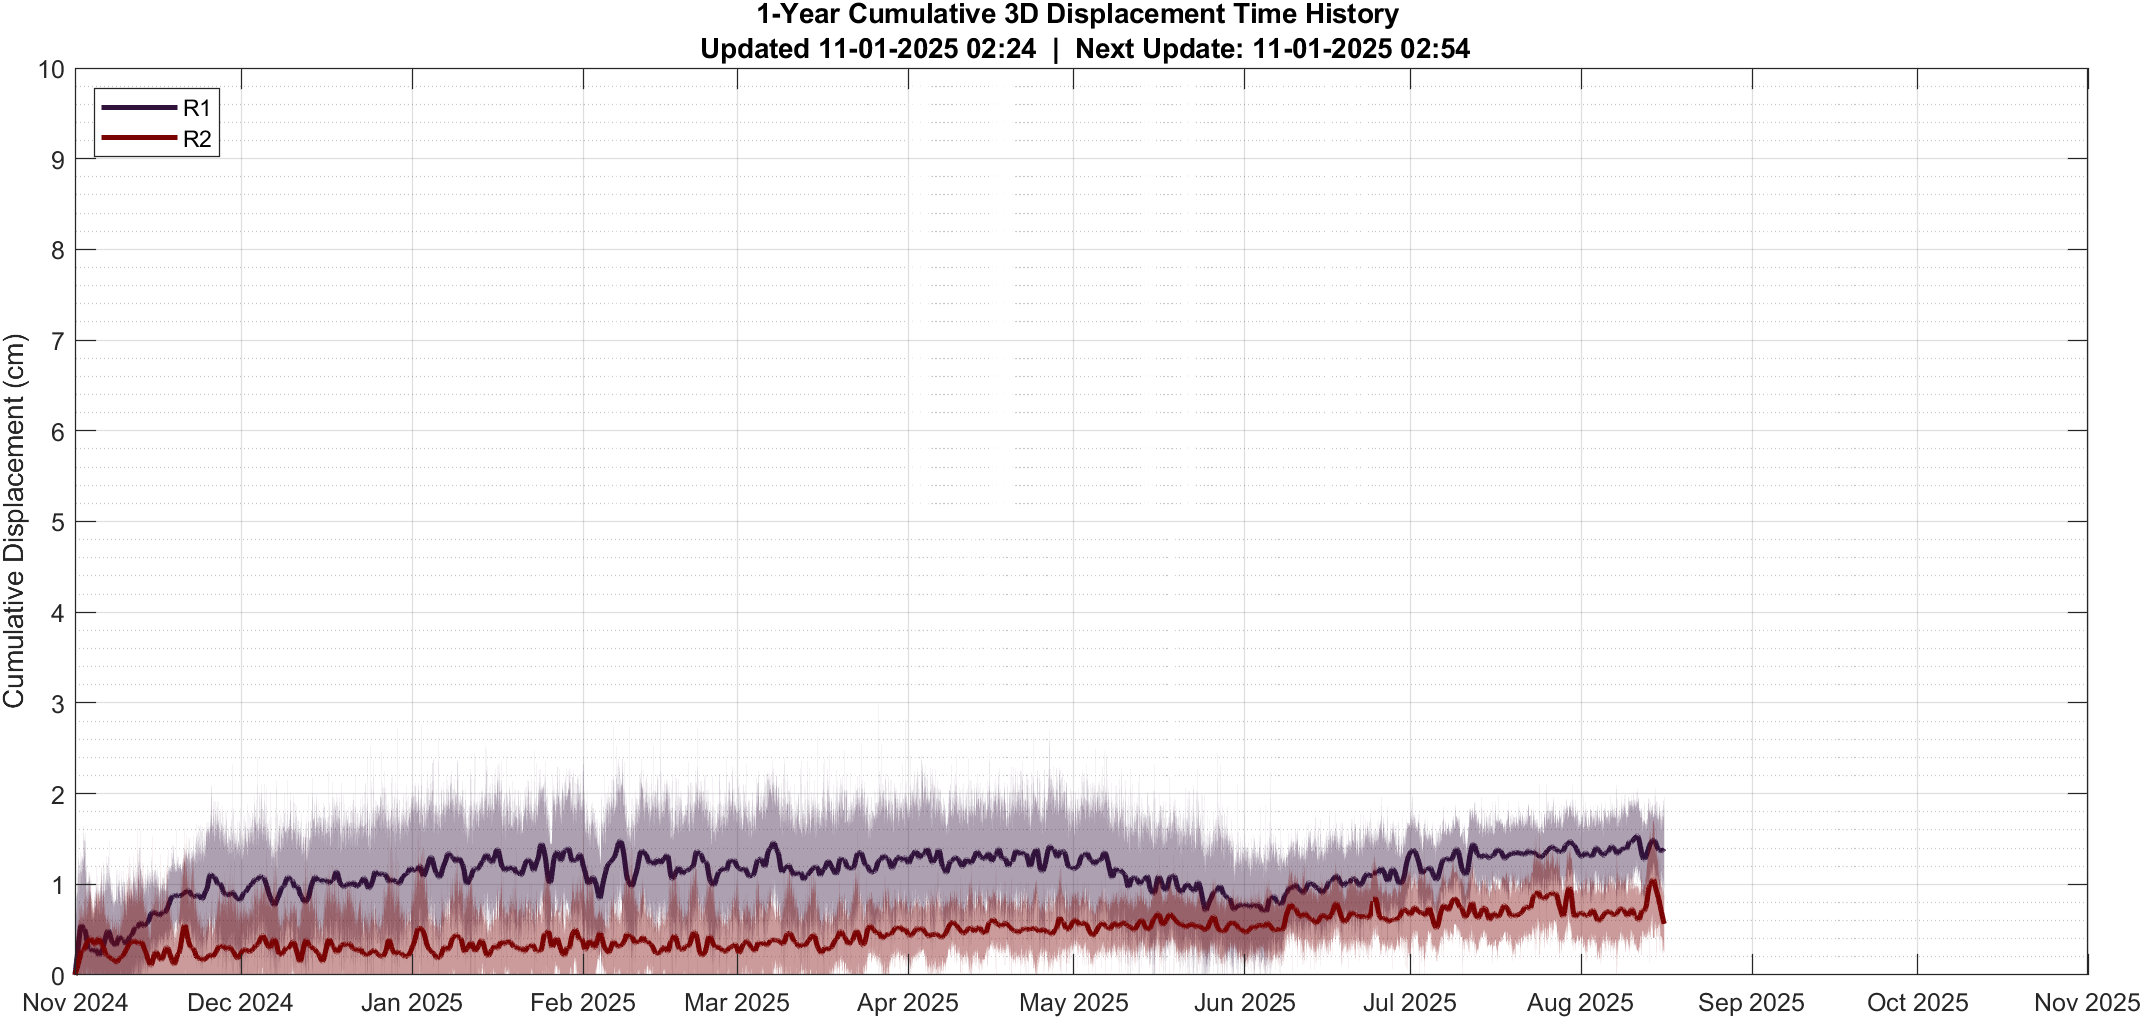 1-Year Cumulative 3D Displacement Time History
Updated 11-01-2025 02:24 | Next Update: 11-01-2025 02:54
R1
R2
Cumulative Displacement (cm)
10
9
8
7
6
5
4
3
2
1
0
Nov 2024 Dec 2024 Jan 2025 Feb 2025 Mar 2025 Apr 2025 May 2025 Jun 2025 Jul 2025 Aug 2025 Sep 2025 Oct 2025 Nov 2025